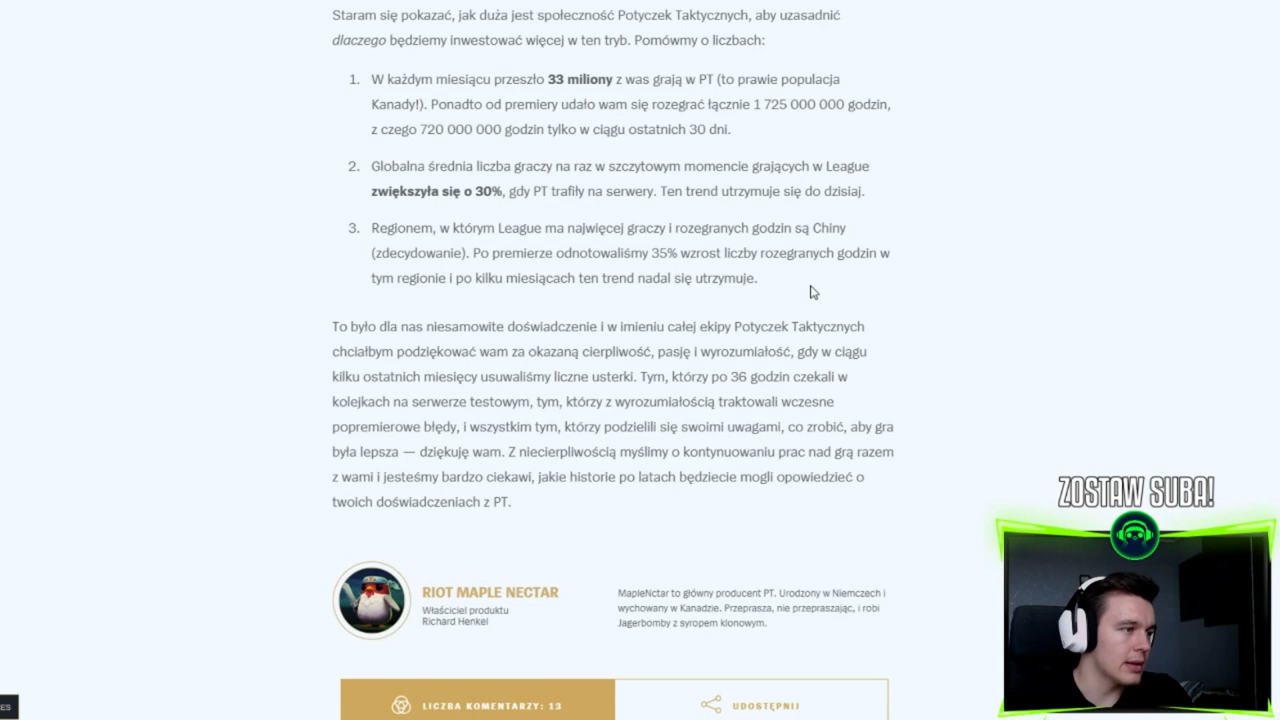 Staram się pokazać, jak duża jest społeczność Potyczek Taktycznych, aby uzasadnić
dlaczego będziemy inwestować więcej w ten tryb. Pomówmy o liczbach:
1. W każdym miesiącu przeszło 33 miliony z was grają w PT (to prawie populacja
Kanady!). Ponadto od premiery udało wam się rozegrać łącznie 1 725 000 000 godzin,
z czego 720 000 000 godzin tylko w ciągu ostatnich 30 dni.
2. Globalna średnia liczba graczy na raz w szczytowym momencie grających w League
zwiększyła się o 30%, gdy PT trafiły na serwery. Ten trend utrzymuje się do dzisiaj.
3. Regionem, w którym League ma najwięcej graczy i rozegranych godzin są Chiny
(zdecydowanie). Po premierze odnotowaliśmy 35% wzrost liczby rozegranych godzin w
tym regionie i po kilku miesiącach ten trend nadal się utrzymuje.
To było dla nas niesamowite doświadczenie i w imieniu całej ekipy Potyczek Taktycznych
chciałbym podziękować wam za okazaną cierpliwość, pasję i wyrozumiałość, gdy w ciągu
kilku ostatnich miesięcy usuwaliśmy liczne usterki. Tym, którzy po 36 godzin czekali w
kolejkach na serwerze testowym, tym, którzy z wyrozumiałością traktowali wczesne
popremierowe błędy, i wszystkim tym, którzy podzielili się swoimi uwagami, co zrobić, aby gra
była lepsza — dziękuję wam. Z niecierpliwością myślimy o kontynuowaniu prac nad grą razem
z wami i jesteśmy bardzo ciekawi, jakie historie po latach będziecie mogli opowiedzieć o
twoich doświadczeniach z PT.
RIOT MAPLE NECTAR
Właściciel produktu
Richard Henkel
MapleNctar to główny producent PT. Urodzony w Niemczech i
wychowany w Kanadzie. Przeprasza, nie przepraszając, i robi
Jagerbomby z syropem klonowym.
LICZBA KOMENTARZY: 13
UDOSTĘPNIJ
ZOSTAW SUBA!
ES